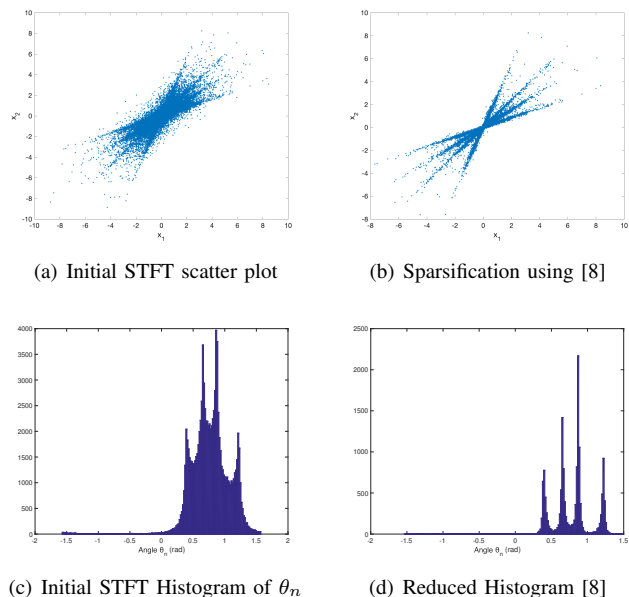 10
8
6
4
2
0
-2
-4
-6
-8
-10
-10 -8 -6 -4 -2 0 2 4 6 8 10
x1
x2
(a) Initial STFT scatter plot
10
8
6
4
2
0
-2
-4
-6
-8
-8 -6 -4 -2 0 2 4 6 8 10
x1
x2
(b) Sparsification using [8]
4000
3500
3000
2500
2000
1500
1000
500
0
-2 -1.5 -1 -0.5 0 0.5 1 1.5 2
Angle θn (rad)
(c) Initial STFT Histogram of θn
2500
2000
1500
1000
500
0
-2 -1.5 -1 -0.5 0 0.5 1 1.5
Angle θn (rad)
(d) Reduced Histogram [8]